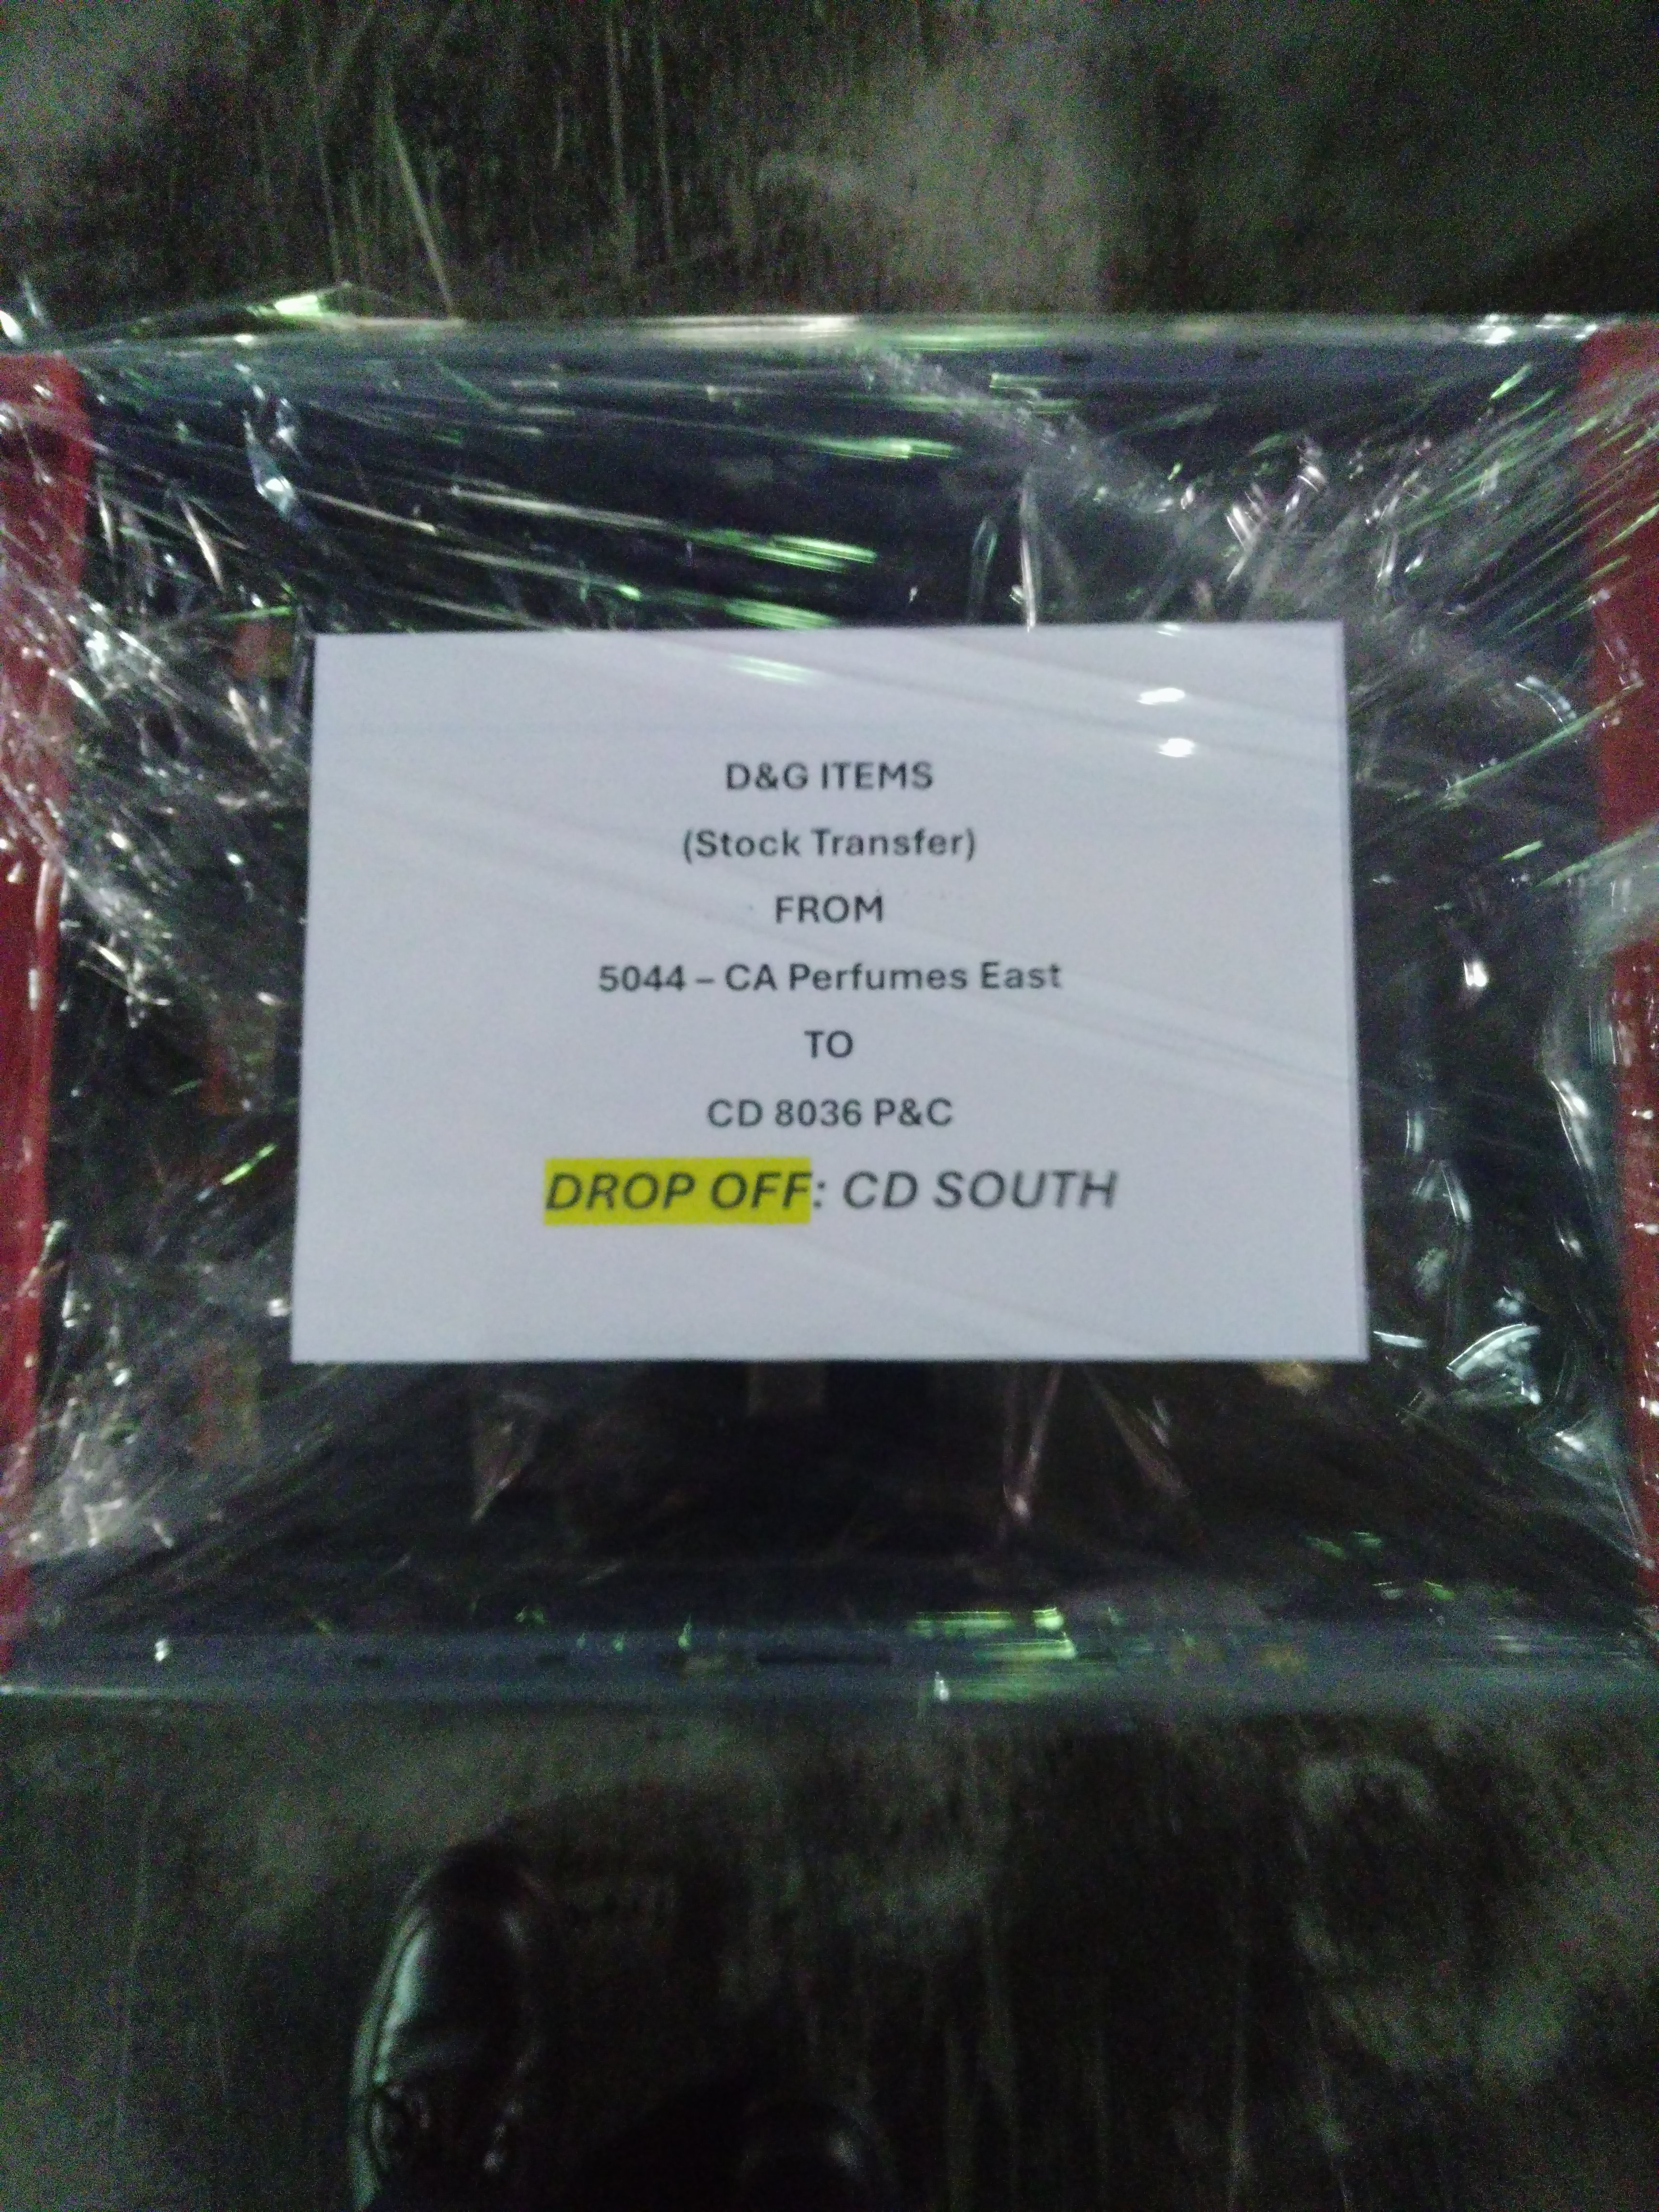 D&G ITEMS
(Stock Transfer)
FROM
5044 – CA Perfumes East
TO
CD 8036 P&C
DROP OFF: CD SOUTH